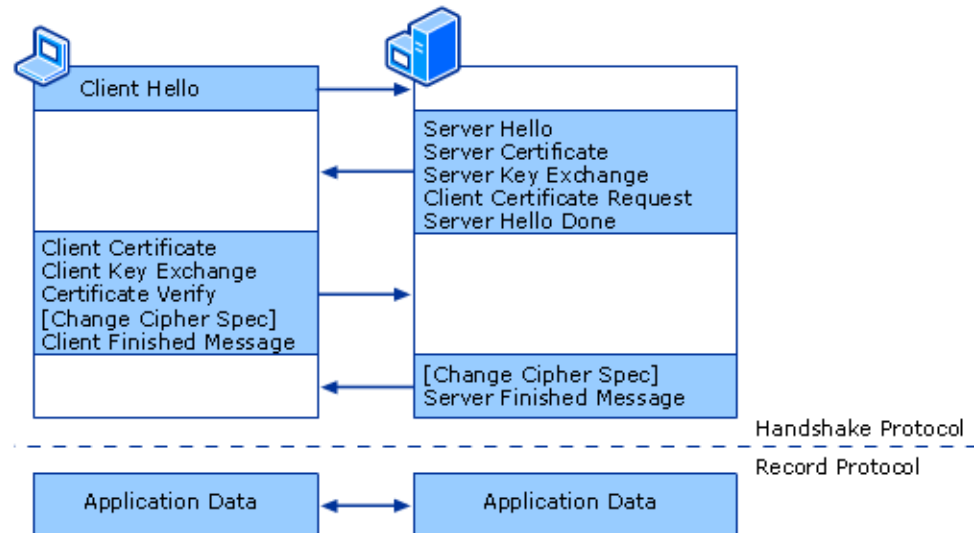 Client Hello
Server Hello
Server Certificate
Server Key Exchange
Client Certificate Request
Server Hello Done
Client Certificate
Client Key Exchange
Certificate Verify
[Change Cipher Spec]
Client Finished Message
[Change Cipher Spec]
Server Finished Message
Handshake Protocol
Record Protocol
Application Data
Application Data